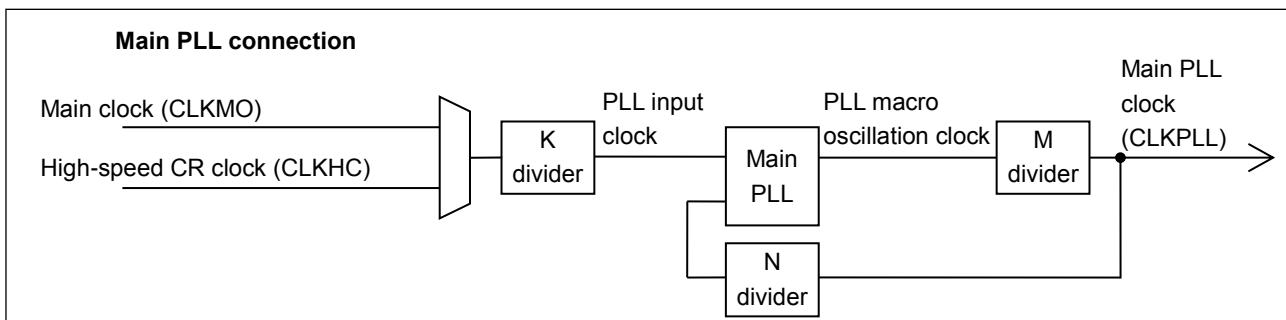 Main PLL connection
Main clock (CLKMO)
High-speed CR clock (CLKHC)
K
divider
PLL input
clock
Main
PLL
PLL macro
oscillation clock
M
divider
Main PLL
clock
(CLKPLL)
N
divider